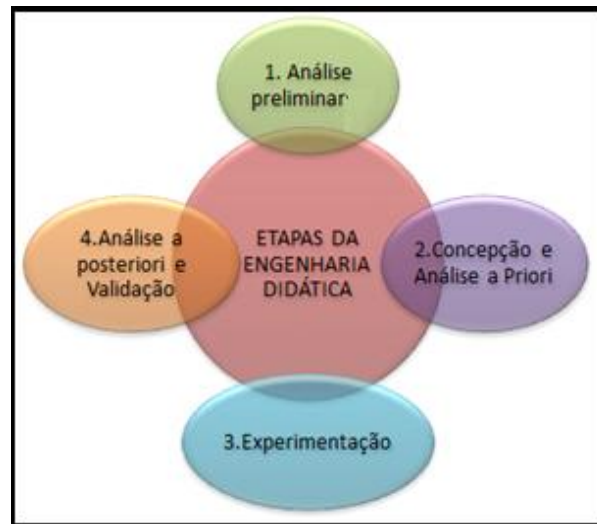 1. Análise
preliminar
ETAPAS DA
ENGENHARIA
DIDÁTICA
2.Concepção e
Análise a Priori
3.Experimentação
4.Análise a
posteriori e
Validação